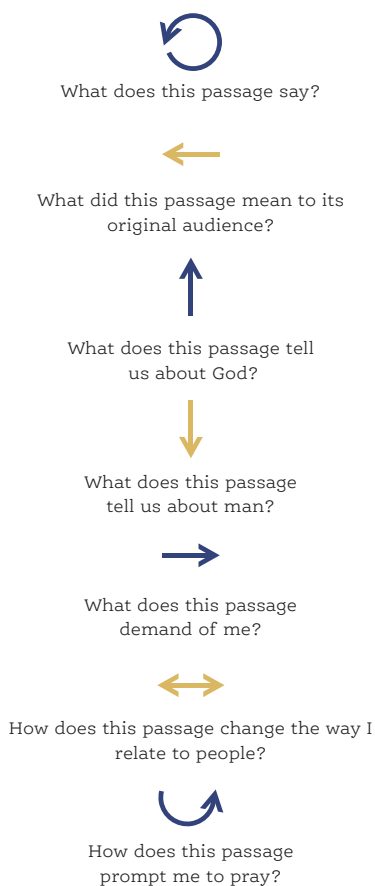 What does this passage say?
What did this passage mean to its
original audience?
What does this passage tell
us about God?
What does this passage
tell us about man?
What does this passage
demand of me?
How does this passage change the way I
relate to people?
How does this passage
prompt me to pray?